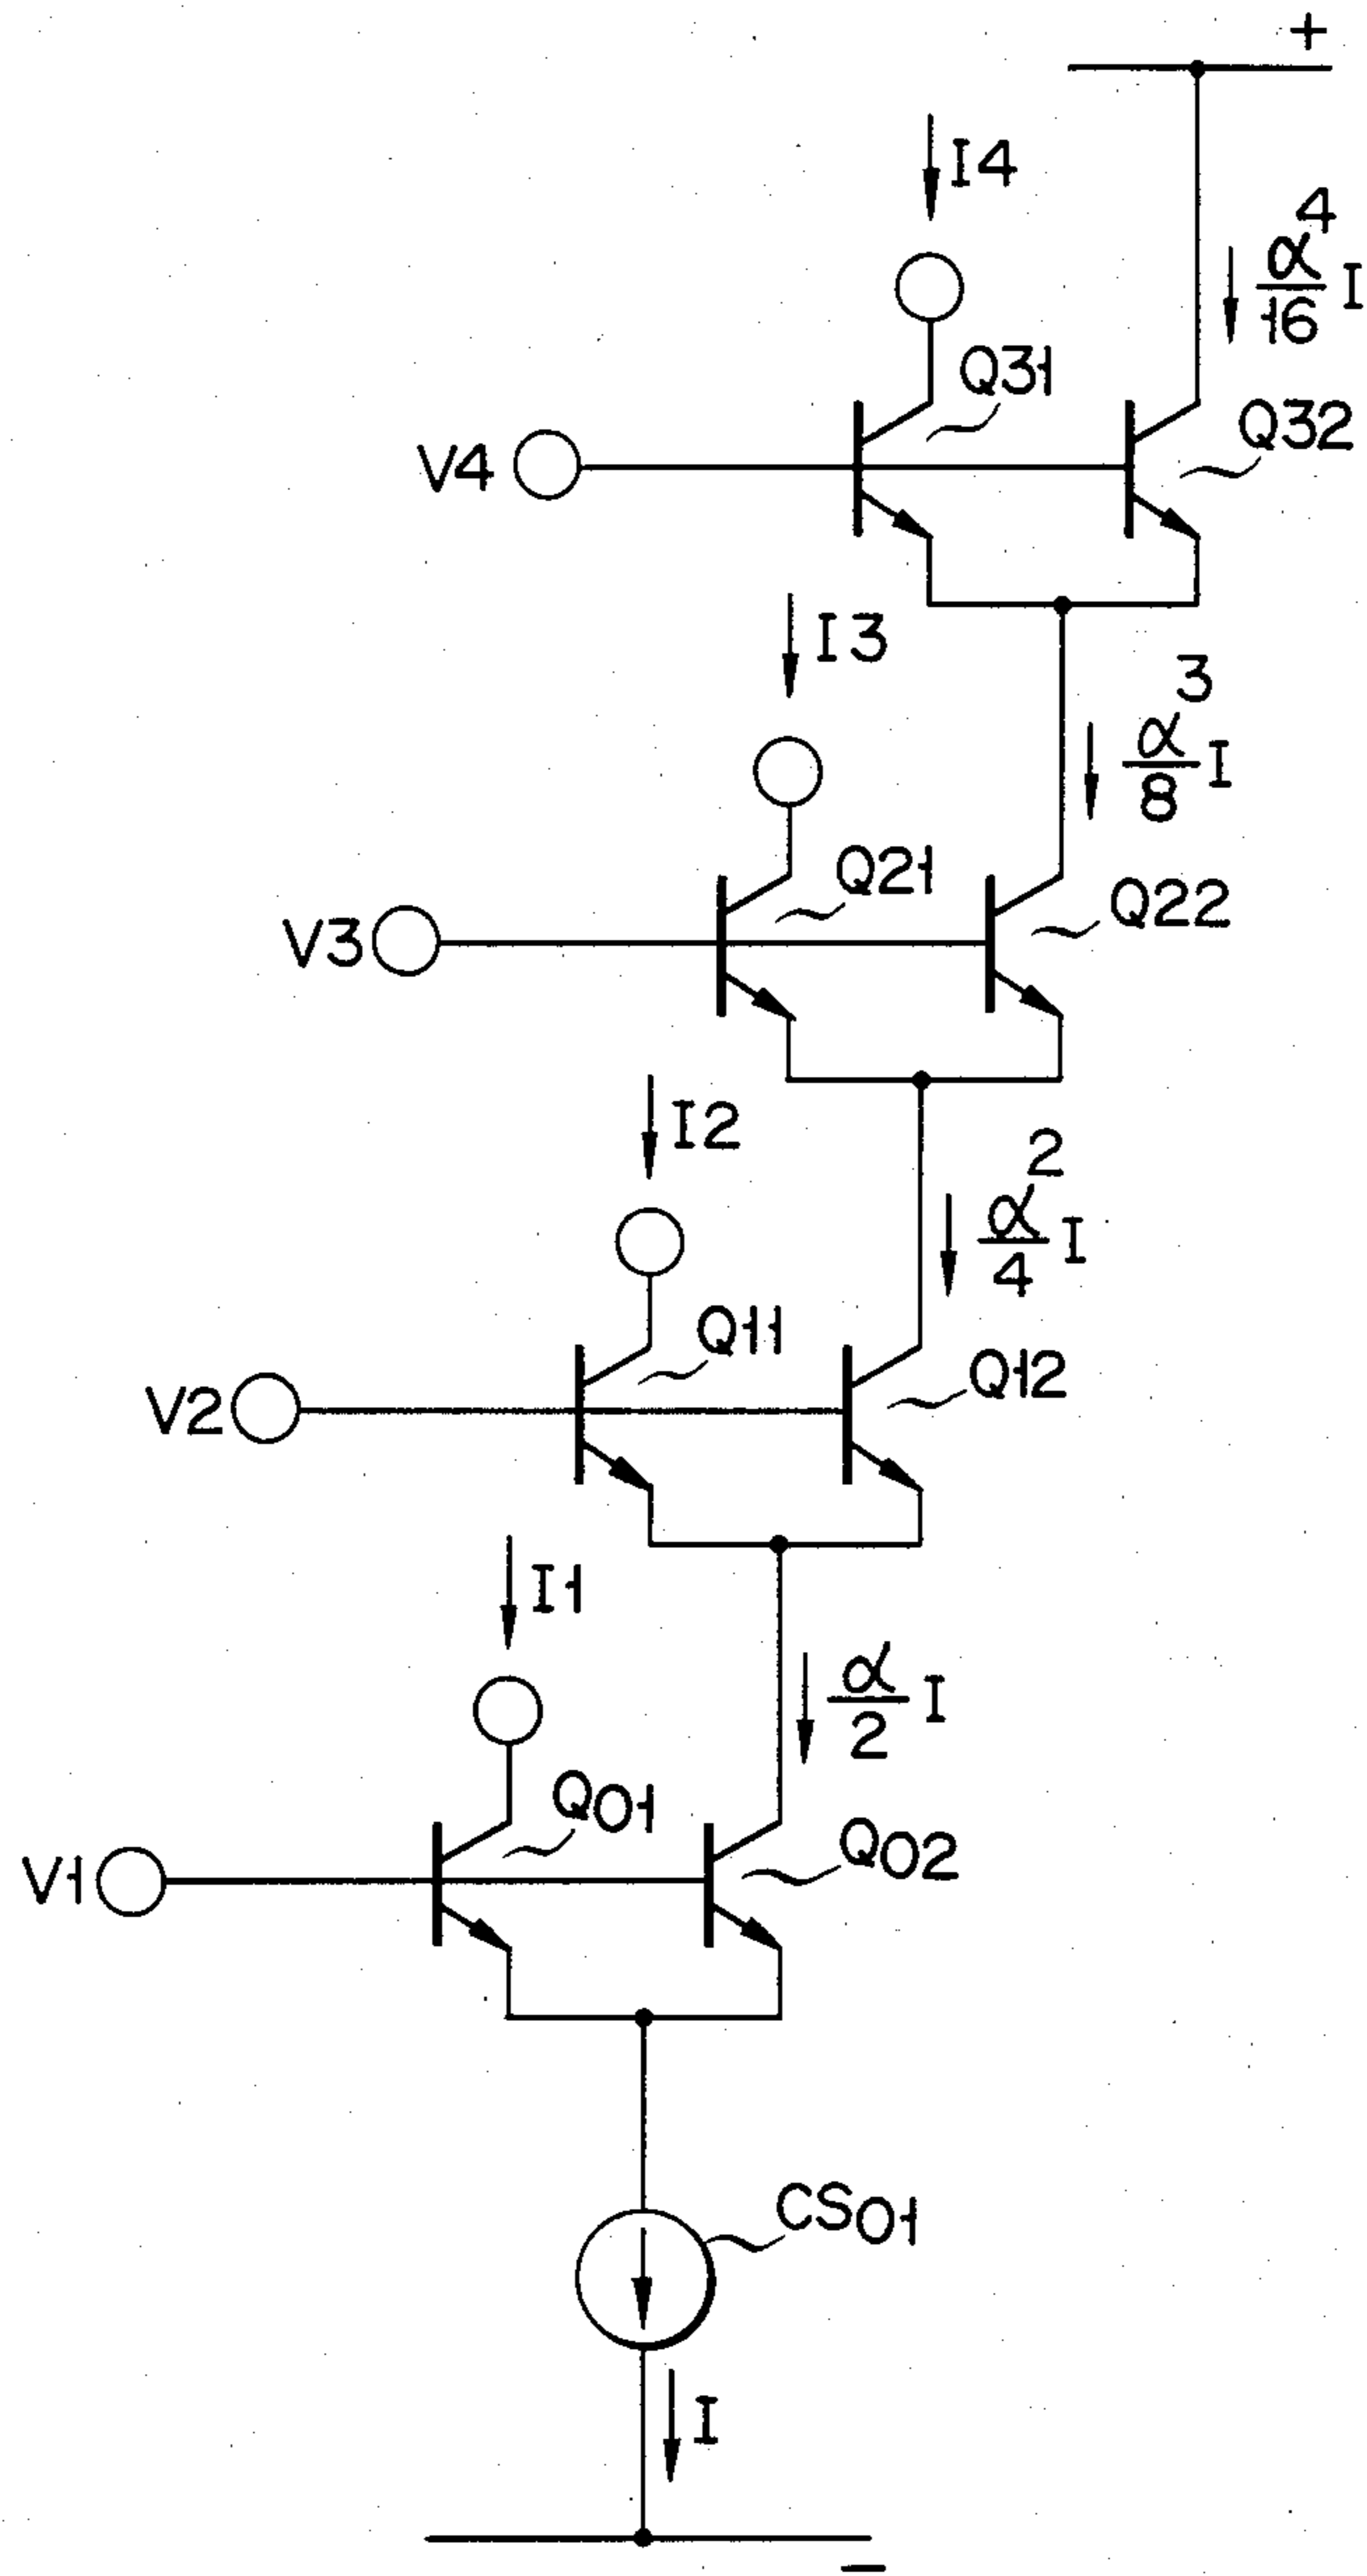 +
I4
α⁴/16 I
Q31
Q32
V4
I3
α³/8 I
Q21
Q22
V3
I2
α²/4 I
Q11
Q12
V2
I1
α/2 I
Q01
Q02
V1
CS01
I
−